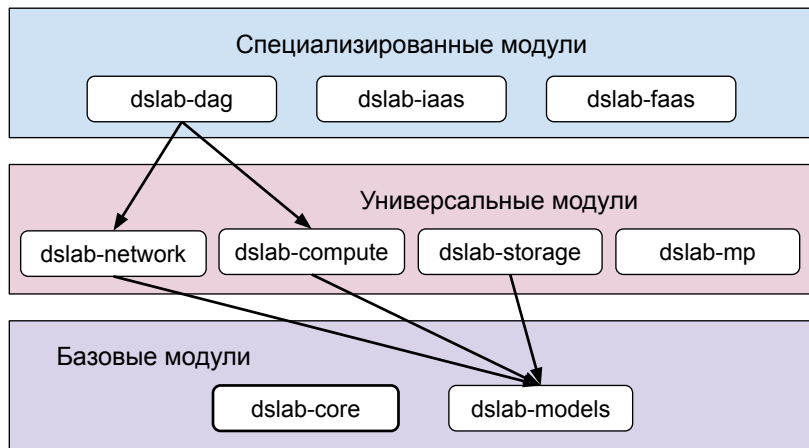 Специализированные модули
dslab-dag
dslab-iaas
dslab-faas
Универсальные модули
dslab-network
dslab-compute
dslab-storage
dslab-mp
Базовые модули
dslab-core
dslab-models